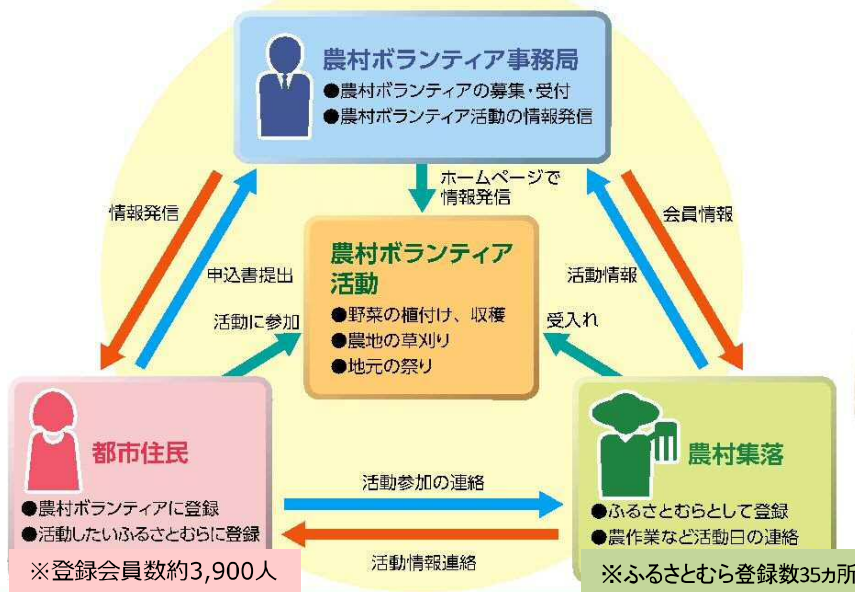 農村ボランティア事務局
●農村ボランティアの募集・受付
●農村ボランティア活動の情報発信
ホームページで
情報発信
情報発信
会員情報
申込書提出
活動情報
農村ボランティア
活動
●野菜の植付け、収穫
●農地の草刈り
●地元の祭り
活動に参加
受入れ
都市住民
●農村ボランティアに登録
●活動したいふるさとむらに登録
※登録会員数約3,900人
活動参加の連絡
活動情報連絡
農村集落
●ふるさとむらとして登録
●農作業など活動日の連絡
※ふるさとむら登録数35ヵ所